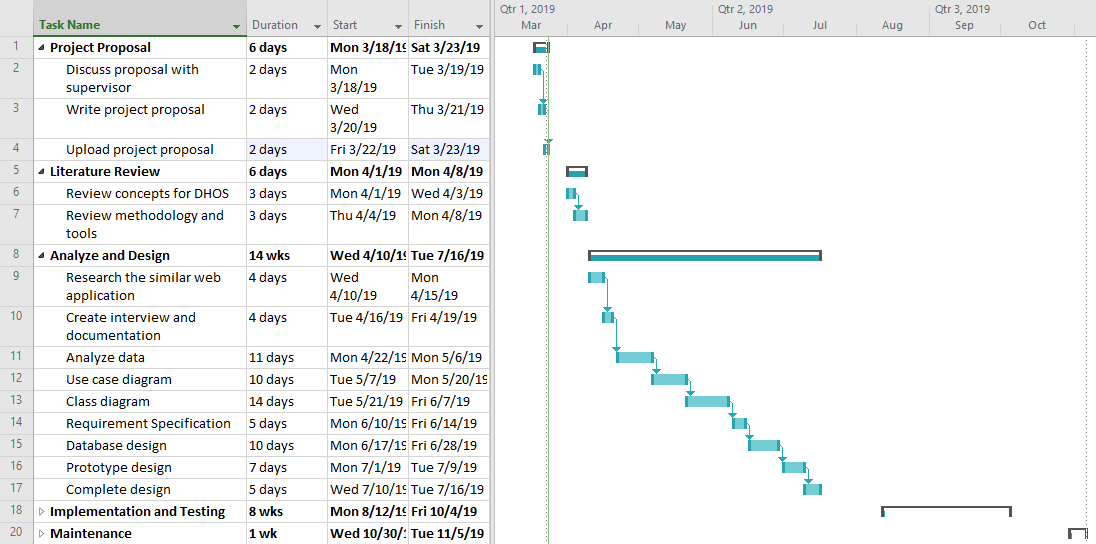 Qtr 1, 2019 Qtr 2, 2019 Qtr 3, 2019
Task Name Duration Start Finish Mar Apr May Jun Jul Aug Sep Oct
1 Project Proposal 6 days Mon 3/18/19 Sat 3/23/19
2 Discuss proposal with 2 days Mon Tue 3/19/19
supervisor 3/18/19
3 Write project proposal 2 days Wed Thu 3/21/19
3/20/19
4 Upload project proposal 2 days Fri 3/22/19 Sat 3/23/19
5 Literature Review 6 days Mon 4/1/19 Mon 4/8/19
6 Review concepts for DHOS 3 days Mon 4/1/19 Wed 4/3/19
7 Review methodology and 3 days Thu 4/4/19 Mon 4/8/19
tools
8 Analyze and Design 14 wks Wed 4/10/19 Tue 7/16/19
9 Research the similar web 4 days Wed Mon
application 4/10/19 4/15/19
10 Create interview and 4 days Tue 4/16/19 Fri 4/19/19
documentation
11 Analyze data 11 days Mon 4/22/19 Mon 5/6/19
12 Use case diagram 10 days Tue 5/7/19 Mon 5/20/19
13 Class diagram 14 days Tue 5/21/19 Fri 6/7/19
14 Requirement Specification 5 days Mon 6/10/19 Fri 6/14/19
15 Database design 10 days Mon 6/17/19 Fri 6/28/19
16 Prototype design 7 days Mon 7/1/19 Tue 7/9/19
17 Complete design 5 days Wed 7/10/19 Tue 7/16/19
18 Implementation and Testing 8 wks Mon 8/12/19 Fri 10/4/19
20 Maintenance 1 wk Wed 10/30/ Tue 11/5/19